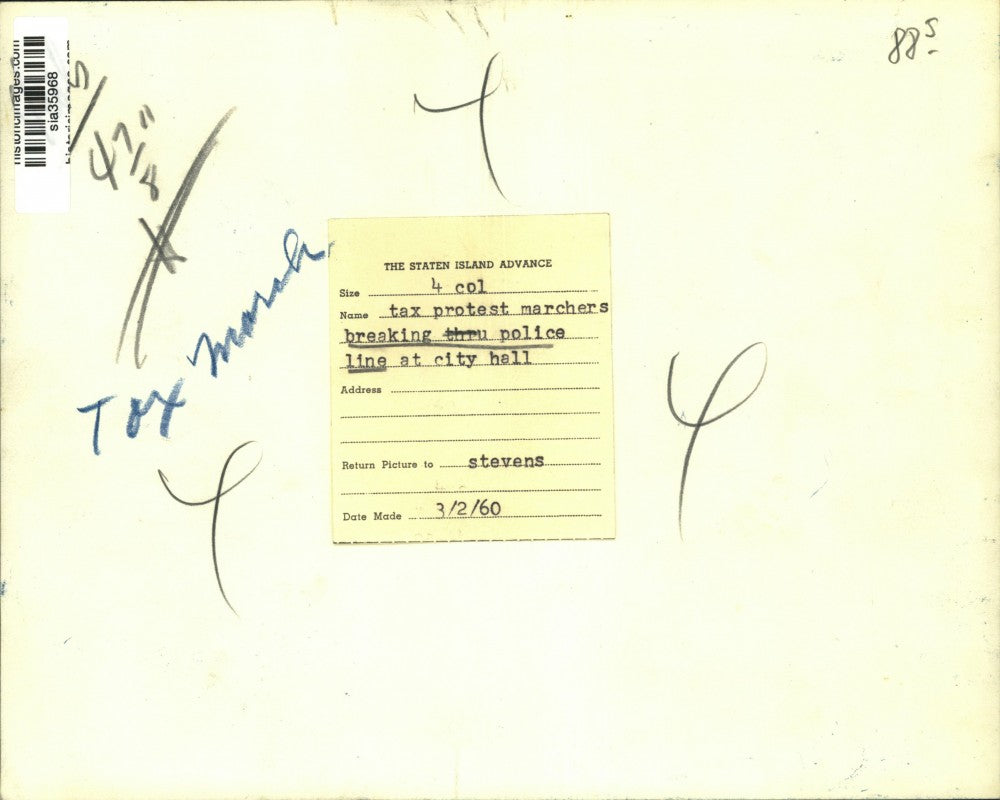 historicimages.com
sia35968
historicimages.com
88 5
4 7/8"
Tax March
THE STATEN ISLAND ADVANCE
Size 4 col
Name tax protest marchers
breaking thru police
line at city hall
Address
Return Picture to stevens
Date Made 3/2/60